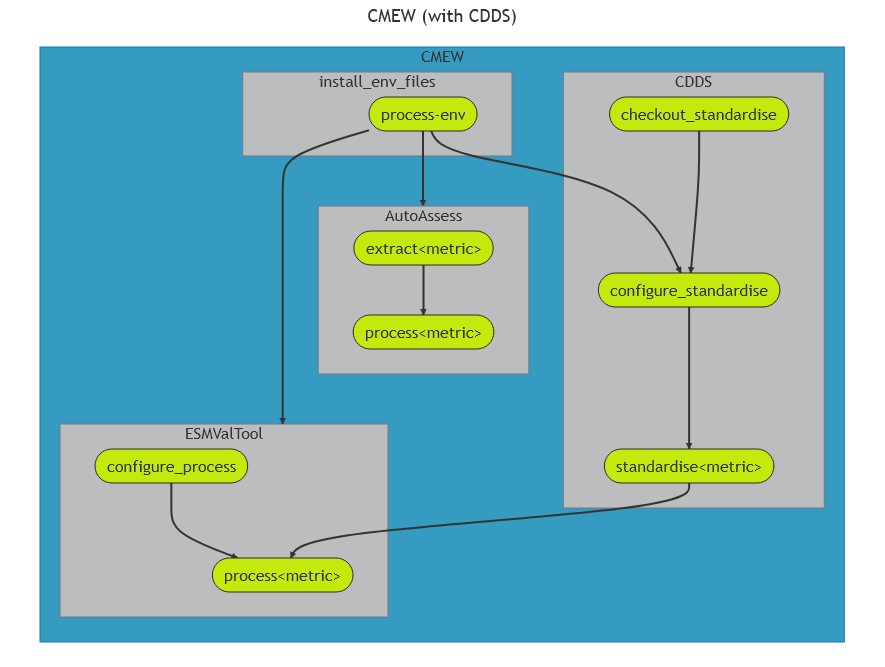 CMEW (with CDDS)
CMEW
install_env_files
process-env
CDDS
checkout_standardise
AutoAssess
extract<metric>
process<metric>
configure_standardise
ESMValTool
configure_process
process<metric>
standardise<metric>